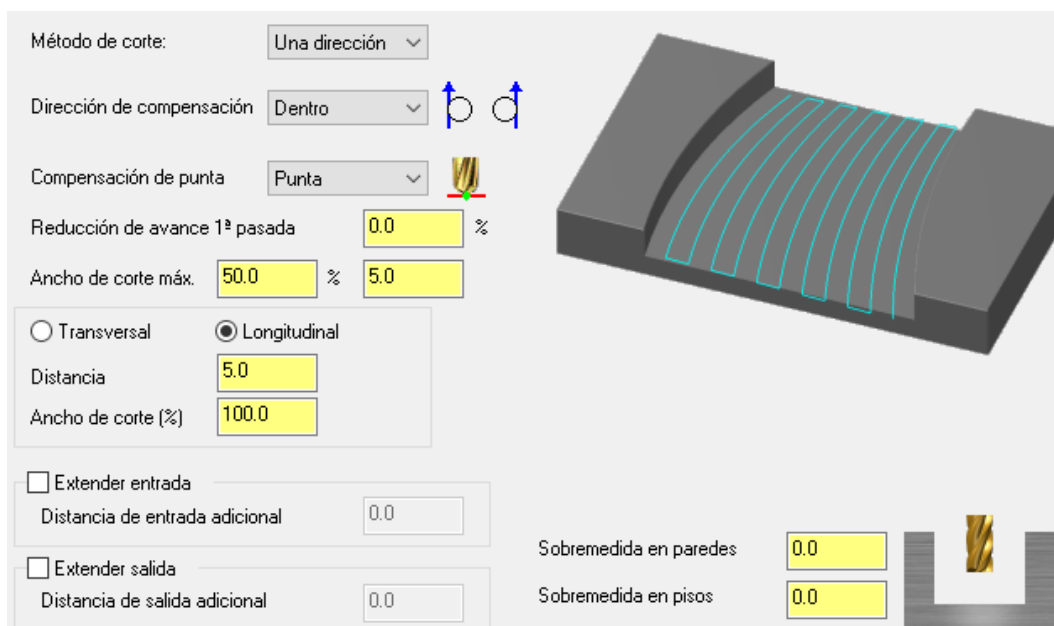 Método de corte: Una dirección
Dirección de compensación Dentro
Compensación de punta Punta
Reducción de avance 1ª pasada 0.0 %
Ancho de corte máx. 50.0 % 5.0
Transversal Longitudinal
Distancia 5.0
Ancho de corte (%) 100.0
Extender entrada
Distancia de entrada adicional 0.0
Extender salida
Distancia de salida adicional 0.0
Sobremedida en paredes 0.0
Sobremedida en pisos 0.0